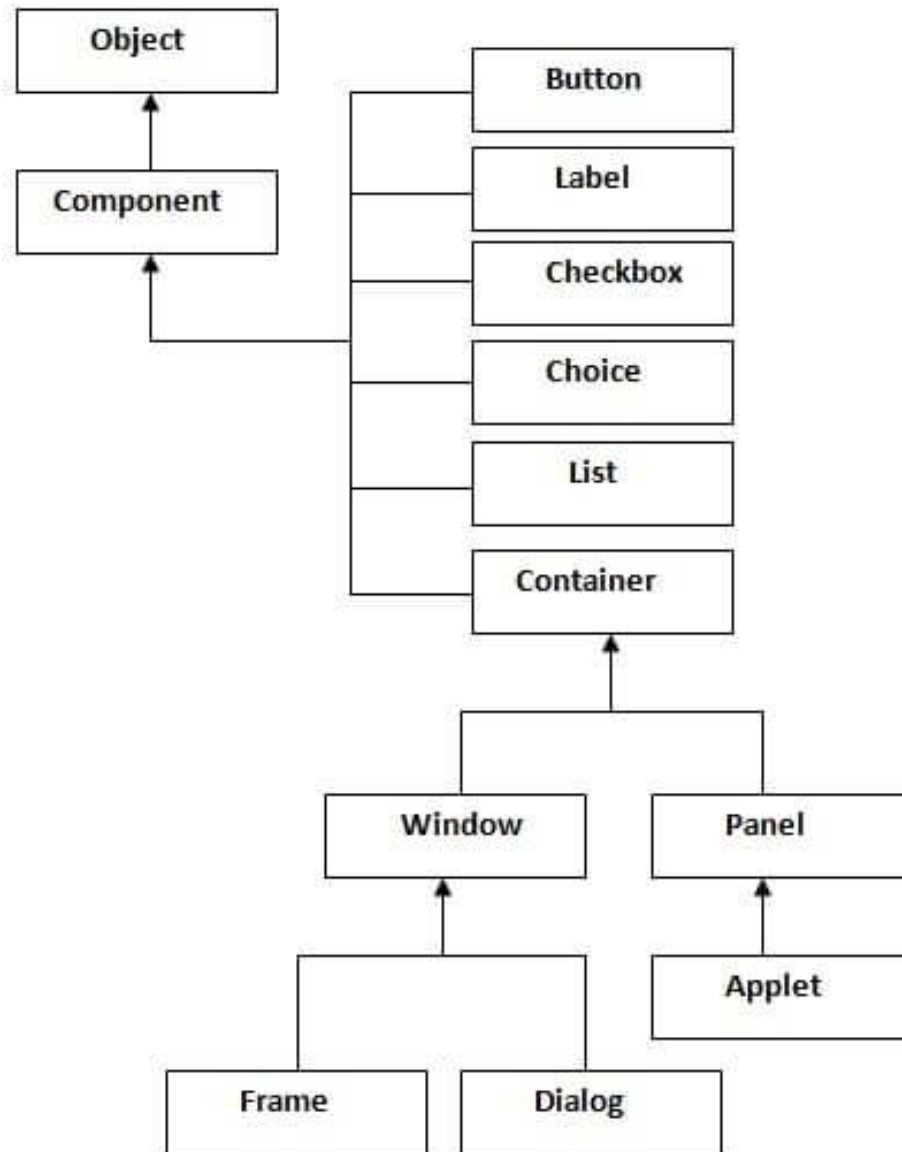 Object
Button
Label
Component
Checkbox
Choice
List
Container
Window
Panel
Applet
Frame
Dialog